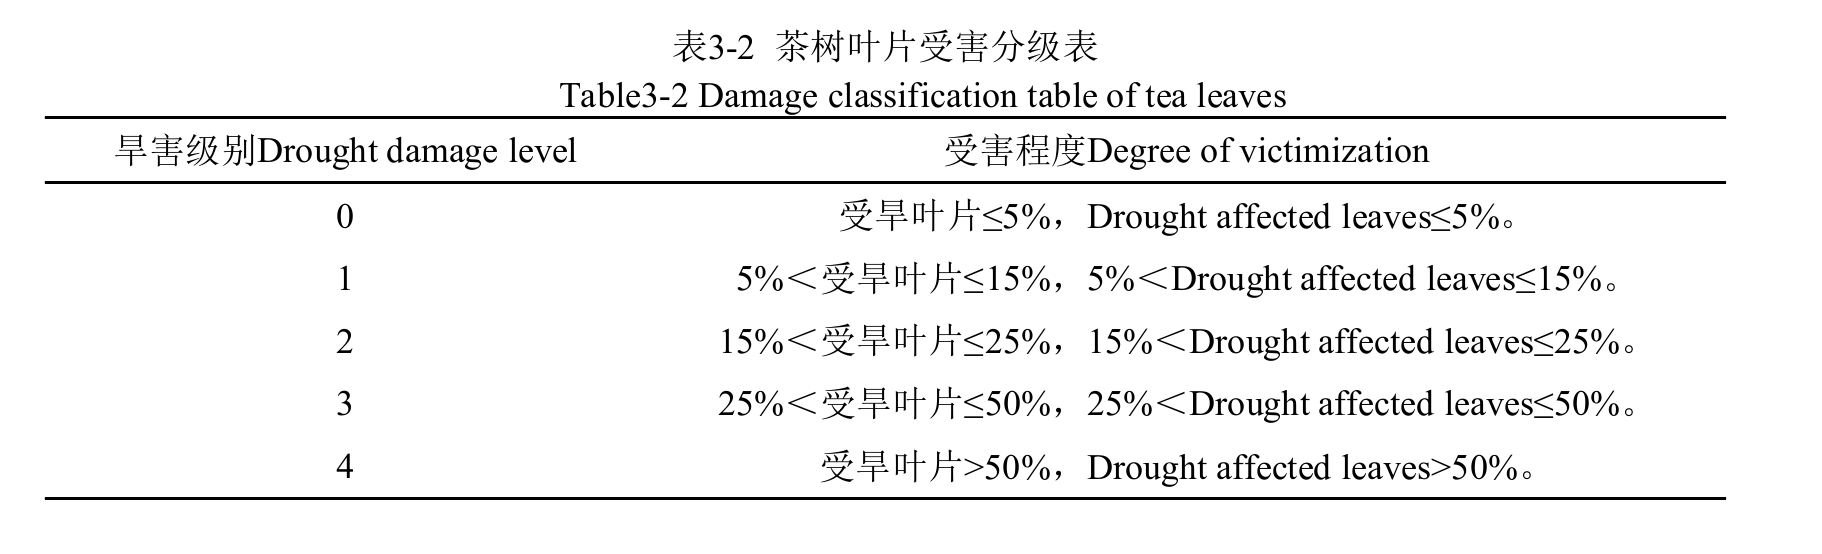 表3-2 茶树叶片受害分级表
Table3-2 Damage classification table of tea leaves
旱害级别Drought damage level 受害程度Degree of victimization
0 受旱叶片≤5%，Drought affected leaves≤5%。
1 5%＜受旱叶片≤15%，5%＜Drought affected leaves≤15%。
2 15%＜受旱叶片≤25%，15%＜Drought affected leaves≤25%。
3 25%＜受旱叶片≤50%，25%＜Drought affected leaves≤50%。
4 受旱叶片>50%，Drought affected leaves>50%。